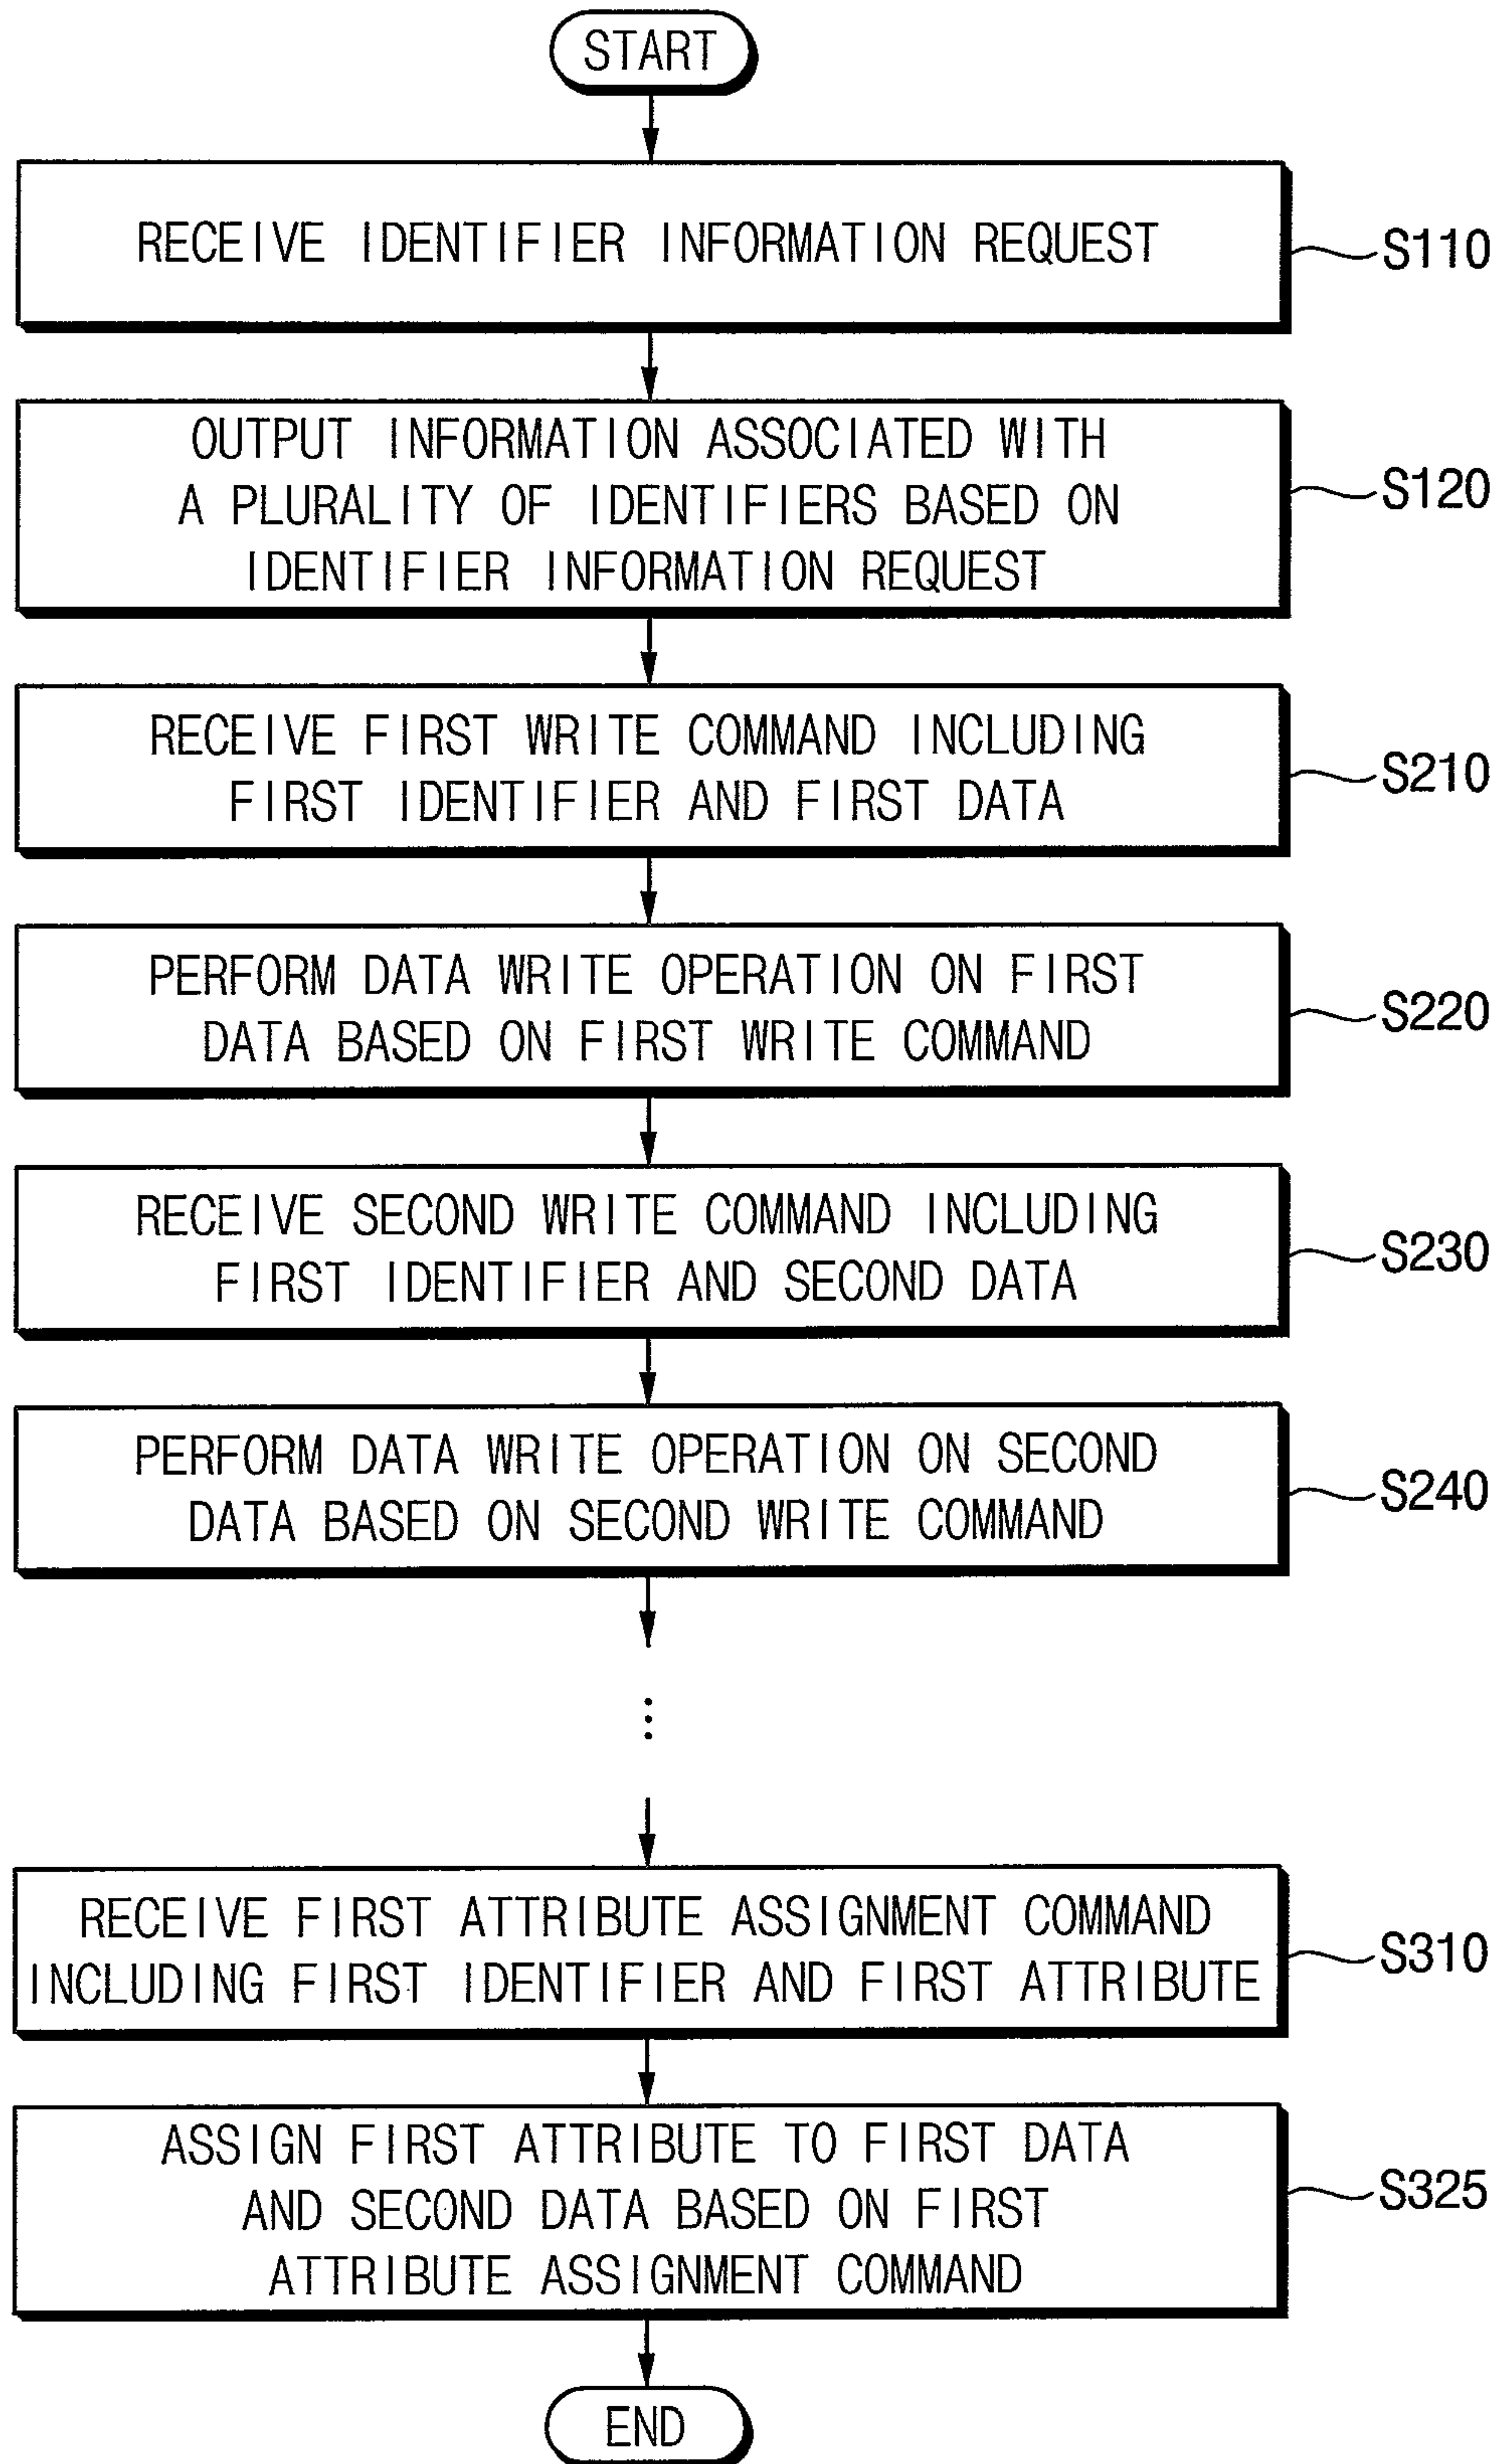 START
RECEIVE IDENTIFIER INFORMATION REQUEST
S110
OUTPUT INFORMATION ASSOCIATED WITH
A PLURALITY OF IDENTIFIERS BASED ON
IDENTIFIER INFORMATION REQUEST
S120
RECEIVE FIRST WRITE COMMAND INCLUDING
FIRST IDENTIFIER AND FIRST DATA
S210
PERFORM DATA WRITE OPERATION ON FIRST
DATA BASED ON FIRST WRITE COMMAND
S220
RECEIVE SECOND WRITE COMMAND INCLUDING
FIRST IDENTIFIER AND SECOND DATA
S230
PERFORM DATA WRITE OPERATION ON SECOND
DATA BASED ON SECOND WRITE COMMAND
S240
RECEIVE FIRST ATTRIBUTE ASSIGNMENT COMMAND
INCLUDING FIRST IDENTIFIER AND FIRST ATTRIBUTE
S310
ASSIGN FIRST ATTRIBUTE TO FIRST DATA
AND SECOND DATA BASED ON FIRST
ATTRIBUTE ASSIGNMENT COMMAND
S325
END